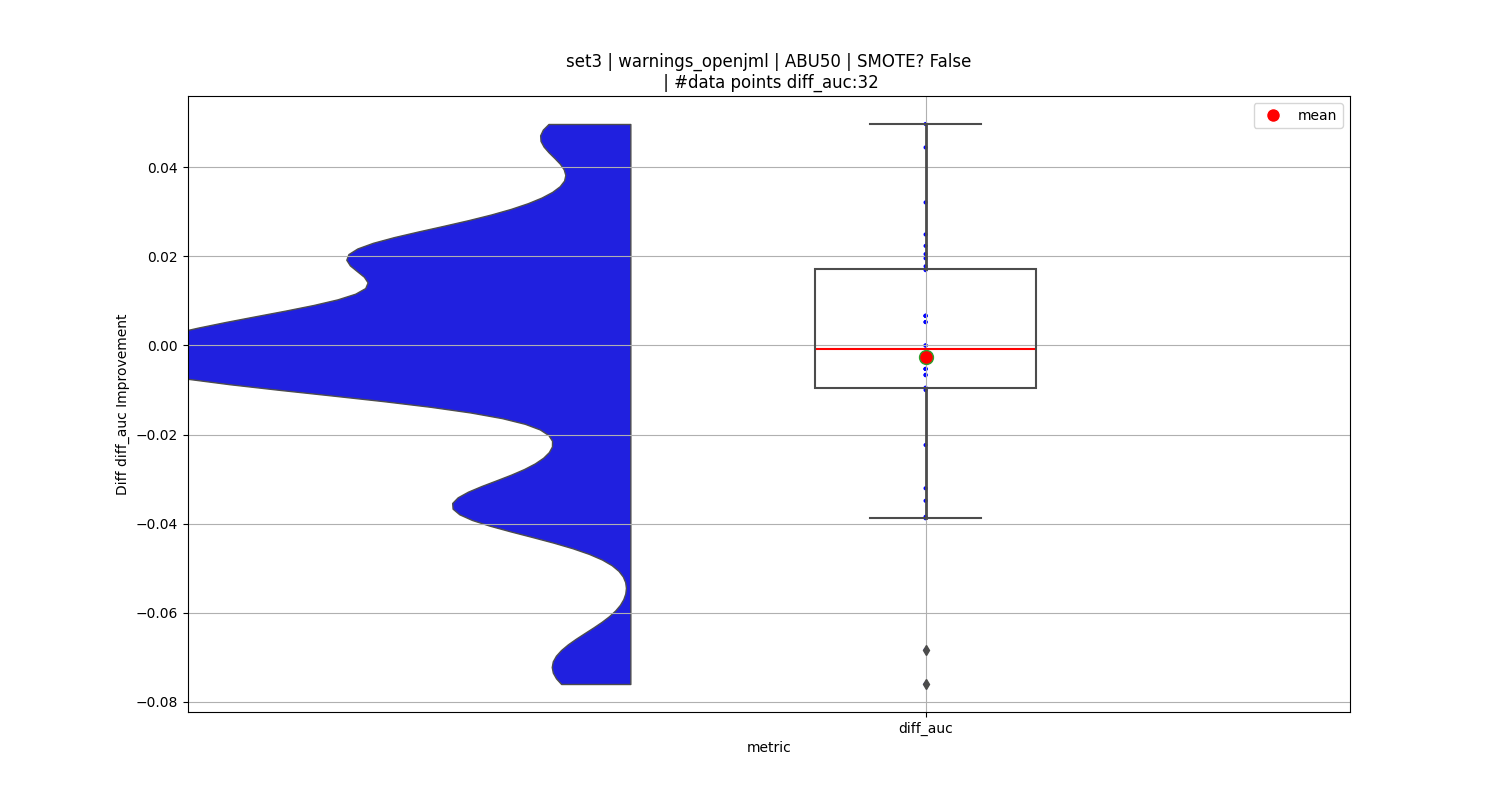 set3 | warnings_openjml | ABU50 | SMOTE? False
| #data points diff_auc:32
mean
0.04
0.02
0.00
−0.02
−0.04
−0.06
−0.08
Diff diff_auc Improvement
diff_auc
metric